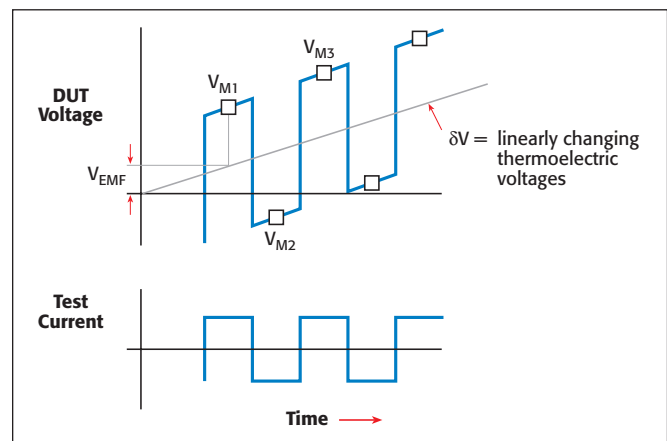 DUT
Voltage
V_M1
V_M3
V_EMF
V_M2
δV = linearly changing
thermoelectric
voltages
Test
Current
Time